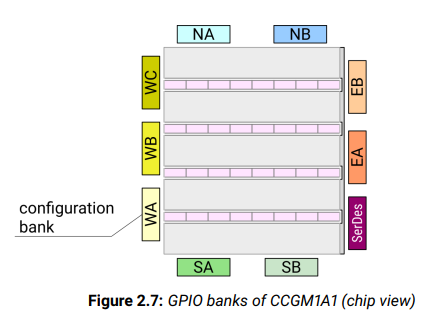 NA
NB
WC
EB
WB
EA
configuration
bank
WA
SerDes
SA
SB
Figure 2.7: GPIO banks of CCGM1A1 (chip view)